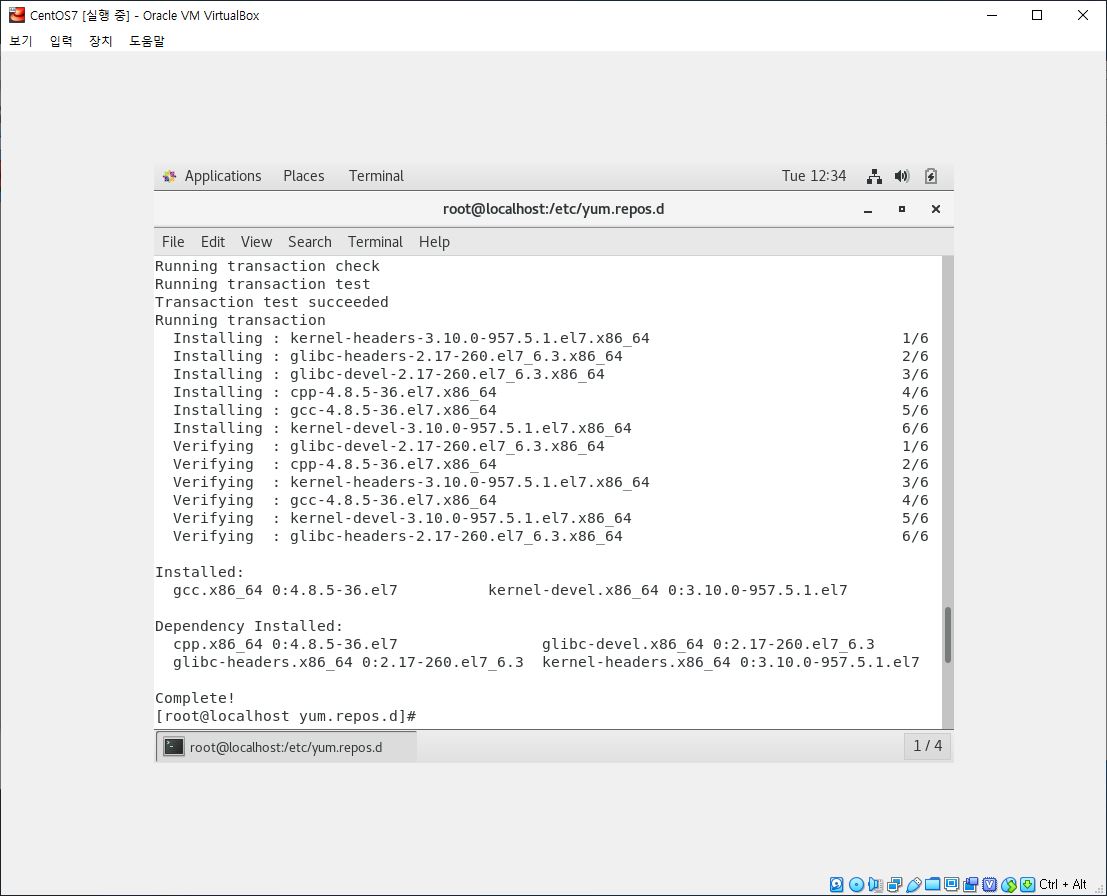 CentOS7 [실행 중] - Oracle VM VirtualBox
보기 입력 장치 도움말
Applications Places Terminal Tue 12:34
root@localhost:/etc/yum.repos.d
File Edit View Search Terminal Help
Running transaction check
Running transaction test
Transaction test succeeded
Running transaction
  Installing : kernel-headers-3.10.0-957.5.1.el7.x86_64 1/6
  Installing : glibc-headers-2.17-260.el7_6.3.x86_64 2/6
  Installing : glibc-devel-2.17-260.el7_6.3.x86_64 3/6
  Installing : cpp-4.8.5-36.el7.x86_64 4/6
  Installing : gcc-4.8.5-36.el7.x86_64 5/6
  Installing : kernel-devel-3.10.0-957.5.1.el7.x86_64 6/6
  Verifying  : glibc-devel-2.17-260.el7_6.3.x86_64 1/6
  Verifying  : cpp-4.8.5-36.el7.x86_64 2/6
  Verifying  : kernel-headers-3.10.0-957.5.1.el7.x86_64 3/6
  Verifying  : gcc-4.8.5-36.el7.x86_64 4/6
  Verifying  : kernel-devel-3.10.0-957.5.1.el7.x86_64 5/6
  Verifying  : glibc-headers-2.17-260.el7_6.3.x86_64 6/6
Installed:
  gcc.x86_64 0:4.8.5-36.el7 kernel-devel.x86_64 0:3.10.0-957.5.1.el7
Dependency Installed:
  cpp.x86_64 0:4.8.5-36.el7 glibc-devel.x86_64 0:2.17-260.el7_6.3
  glibc-headers.x86_64 0:2.17-260.el7_6.3 kernel-headers.x86_64 0:3.10.0-957.5.1.el7
Complete!
[root@localhost yum.repos.d]#
root@localhost:/etc/yum.repos.d 1 / 4
Ctrl + Alt